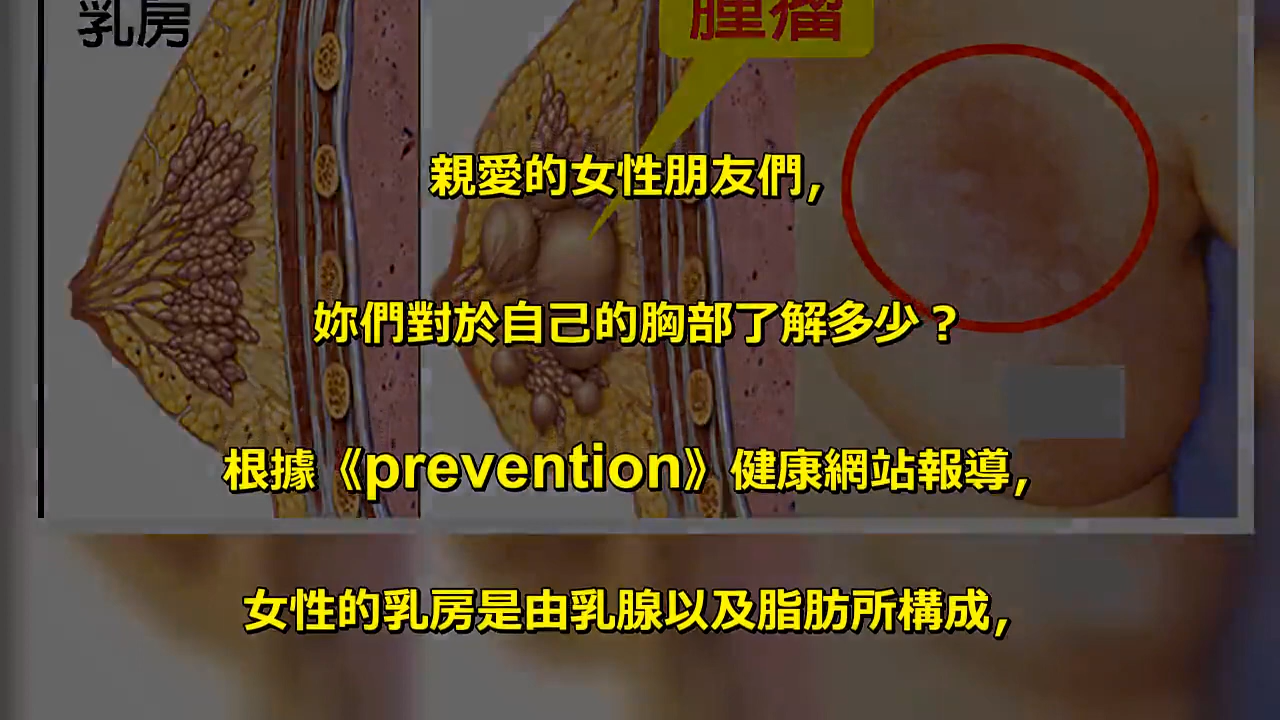 乳房
腫瘤
親愛的女性朋友們，
妳們對於自己的胸部了解多少？
根據《prevention》健康網站報導，
女性的乳房是由乳腺以及脂肪所構成，